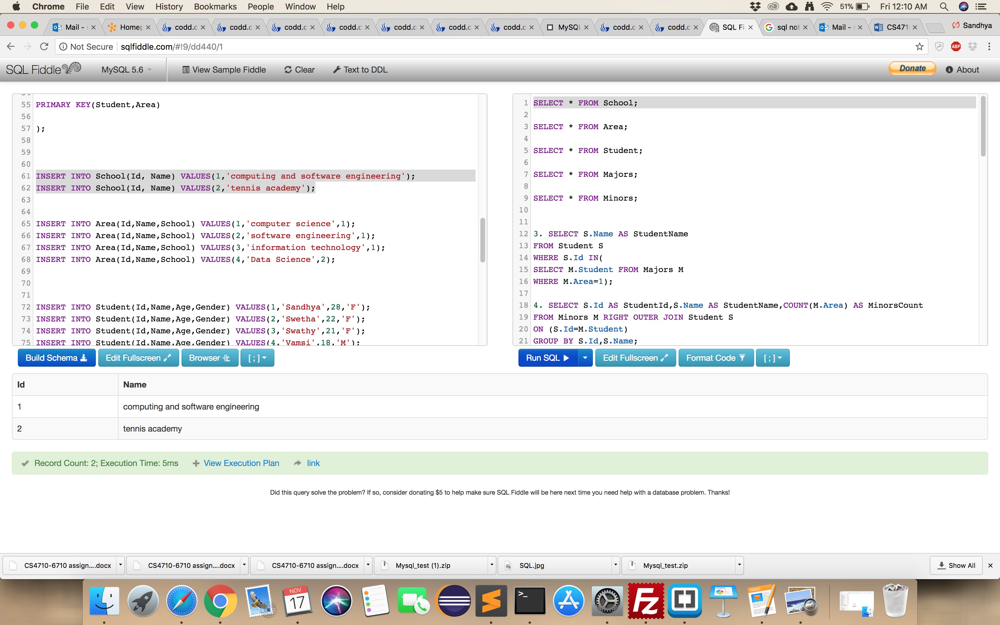 Chrome File Edit View History Bookmarks People Window Help 51% Fri 12:10 AM
Mail - Homep codd.c codd.c codd.c codd.c codd.c codd.c codd.c MySQL codd.c codd.c SQL Fi sql not Mail - CS471 Sandhya
Not Secure sqlfiddle.com/#!9/dd440/1 ABP
SQL Fiddle MySQL 5.6 View Sample Fiddle Clear Text to DDL Donate About
55 PRIMARY KEY(Student,Area)
56
57 );
58
59
60
61 INSERT INTO School(Id, Name) VALUES(1,'computing and software engineering');
62 INSERT INTO School(Id, Name) VALUES(2,'tennis academy');
63
64
65 INSERT INTO Area(Id,Name,School) VALUES(1,'computer science',1);
66 INSERT INTO Area(Id,Name,School) VALUES(2,'software engineering',1);
67 INSERT INTO Area(Id,Name,School) VALUES(3,'information technology',1);
68 INSERT INTO Area(Id,Name,School) VALUES(4,'Data Science',2);
69
70
71
72 INSERT INTO Student(Id,Name,Age,Gender) VALUES(1,'Sandhya',28,'F');
73 INSERT INTO Student(Id,Name,Age,Gender) VALUES(2,'Swetha',22,'F');
74 INSERT INTO Student(Id,Name,Age,Gender) VALUES(3,'Swathy',21,'F');
75 INSERT INTO Student(Id,Name,Age,Gender) VALUES(4,'Vamsi',18,'M');
1 SELECT * FROM School;
2
3 SELECT * FROM Area;
4
5 SELECT * FROM Student;
6
7 SELECT * FROM Majors;
8
9 SELECT * FROM Minors;
10
11
12 3. SELECT S.Name AS StudentName
13 FROM Student S
14 WHERE S.Id IN(
15 SELECT M.Student FROM Majors M
16 WHERE M.Area=1);
17
18 4. SELECT S.Id AS StudentId,S.Name AS StudentName,COUNT(M.Area) AS MinorsCount
19 FROM Minors M RIGHT OUTER JOIN Student S
20 ON (S.Id=M.Student)
21 GROUP BY S.Id,S.Name;
Build Schema Edit Fullscreen Browser [ ; ]
Run SQL Edit Fullscreen Format Code [ ; ]
Id Name
1 computing and software engineering
2 tennis academy
Record Count: 2; Execution Time: 5ms View Execution Plan link
Did this query solve the problem? If so, consider donating $5 to help make sure SQL Fiddle will be here next time you need help with a database problem. Thanks!
CS4710-6710 assign....docx CS4710-6710 assign....docx CS4710-6710 assign....docx Mysql_test (1).zip SQL.jpg Mysql_test.zip Show All
NOV
17
>_
Fz
KEYNOTE
PAGES